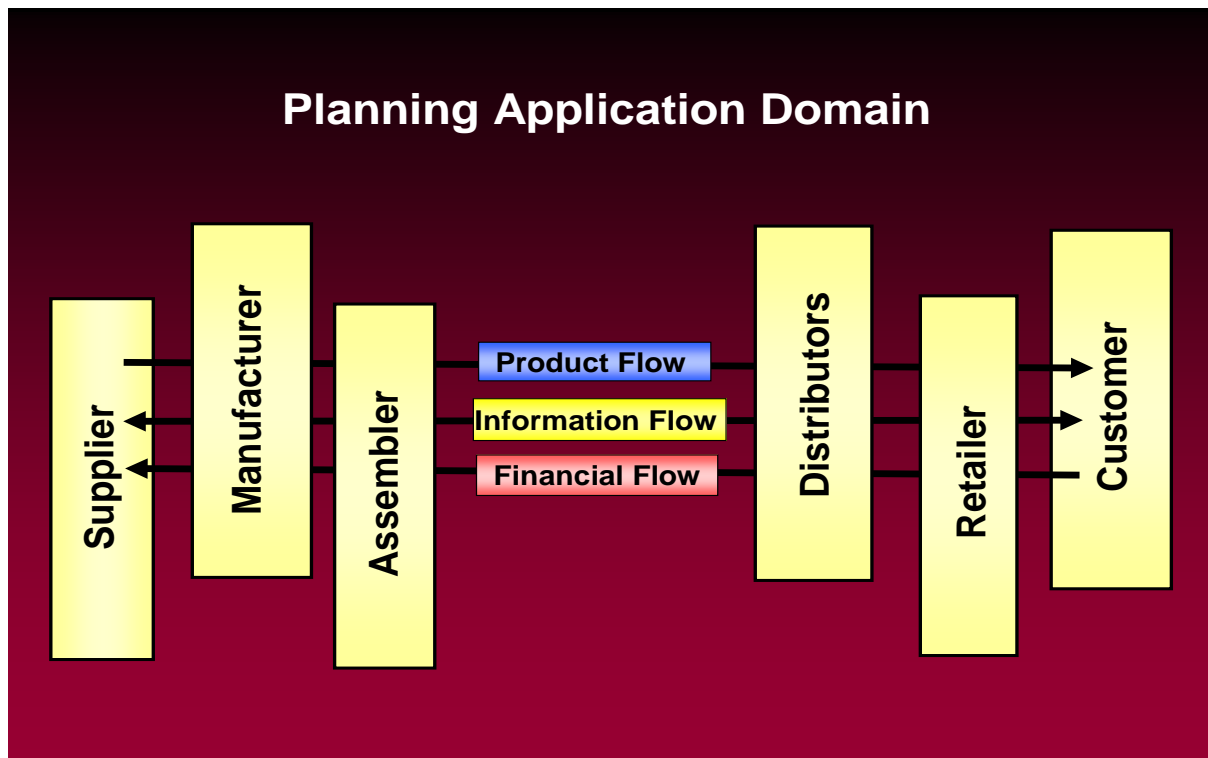 Planning Application Domain
Supplier
Manufacturer
Assembler
Product Flow
Information Flow
Financial Flow
Distributors
Retailer
Customer